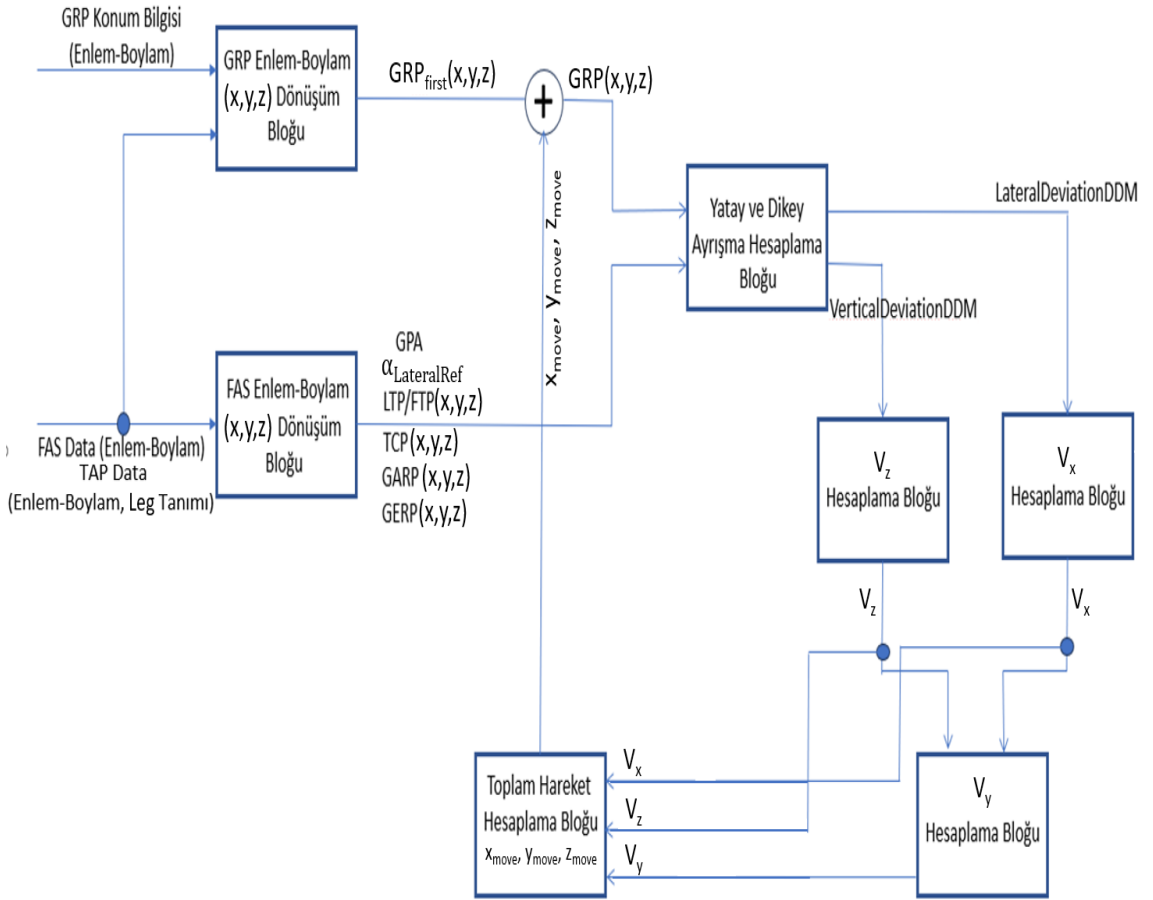 GRP Konum Bilgisi
(Enlem-Boylam)
GRP Enlem-Boylam
(x,y,z) Dönüşüm
Bloğu
GRPfirst(x,y,z)
+
GRP(x,y,z)
xmove, ymove, zmove
Yatay ve Dikey
Ayrışma Hesaplama
Bloğu
LateralDeviationDDM
VerticalDeviationDDM
FAS Data (Enlem-Boylam)
TAP Data
(Enlem-Boylam, Leg Tanımı)
FAS Enlem-Boylam
(x,y,z) Dönüşüm
Bloğu
GPA
αLateralRef
LTP/FTP(x,y,z)
TCP(x,y,z)
GARP(x,y,z)
GERP(x,y,z)
Vz
Hesaplama Bloğu
Vx
Hesaplama Bloğu
Vz
Vx
Toplam Hareket
Hesaplama Bloğu
xmove, ymove, zmove
Vx
Vz
Vy
Vy
Hesaplama Bloğu